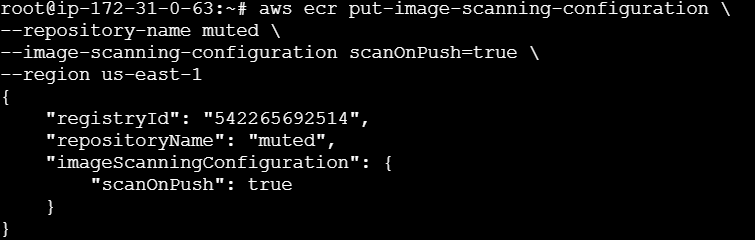 root@ip-172-31-0-63:~# aws ecr put-image-scanning-configuration \
--repository-name muted \
--image-scanning-configuration scanOnPush=true \
--region us-east-1
{
    "registryId": "542265692514",
    "repositoryName": "muted",
    "imageScanningConfiguration": {
        "scanOnPush": true
    }
}